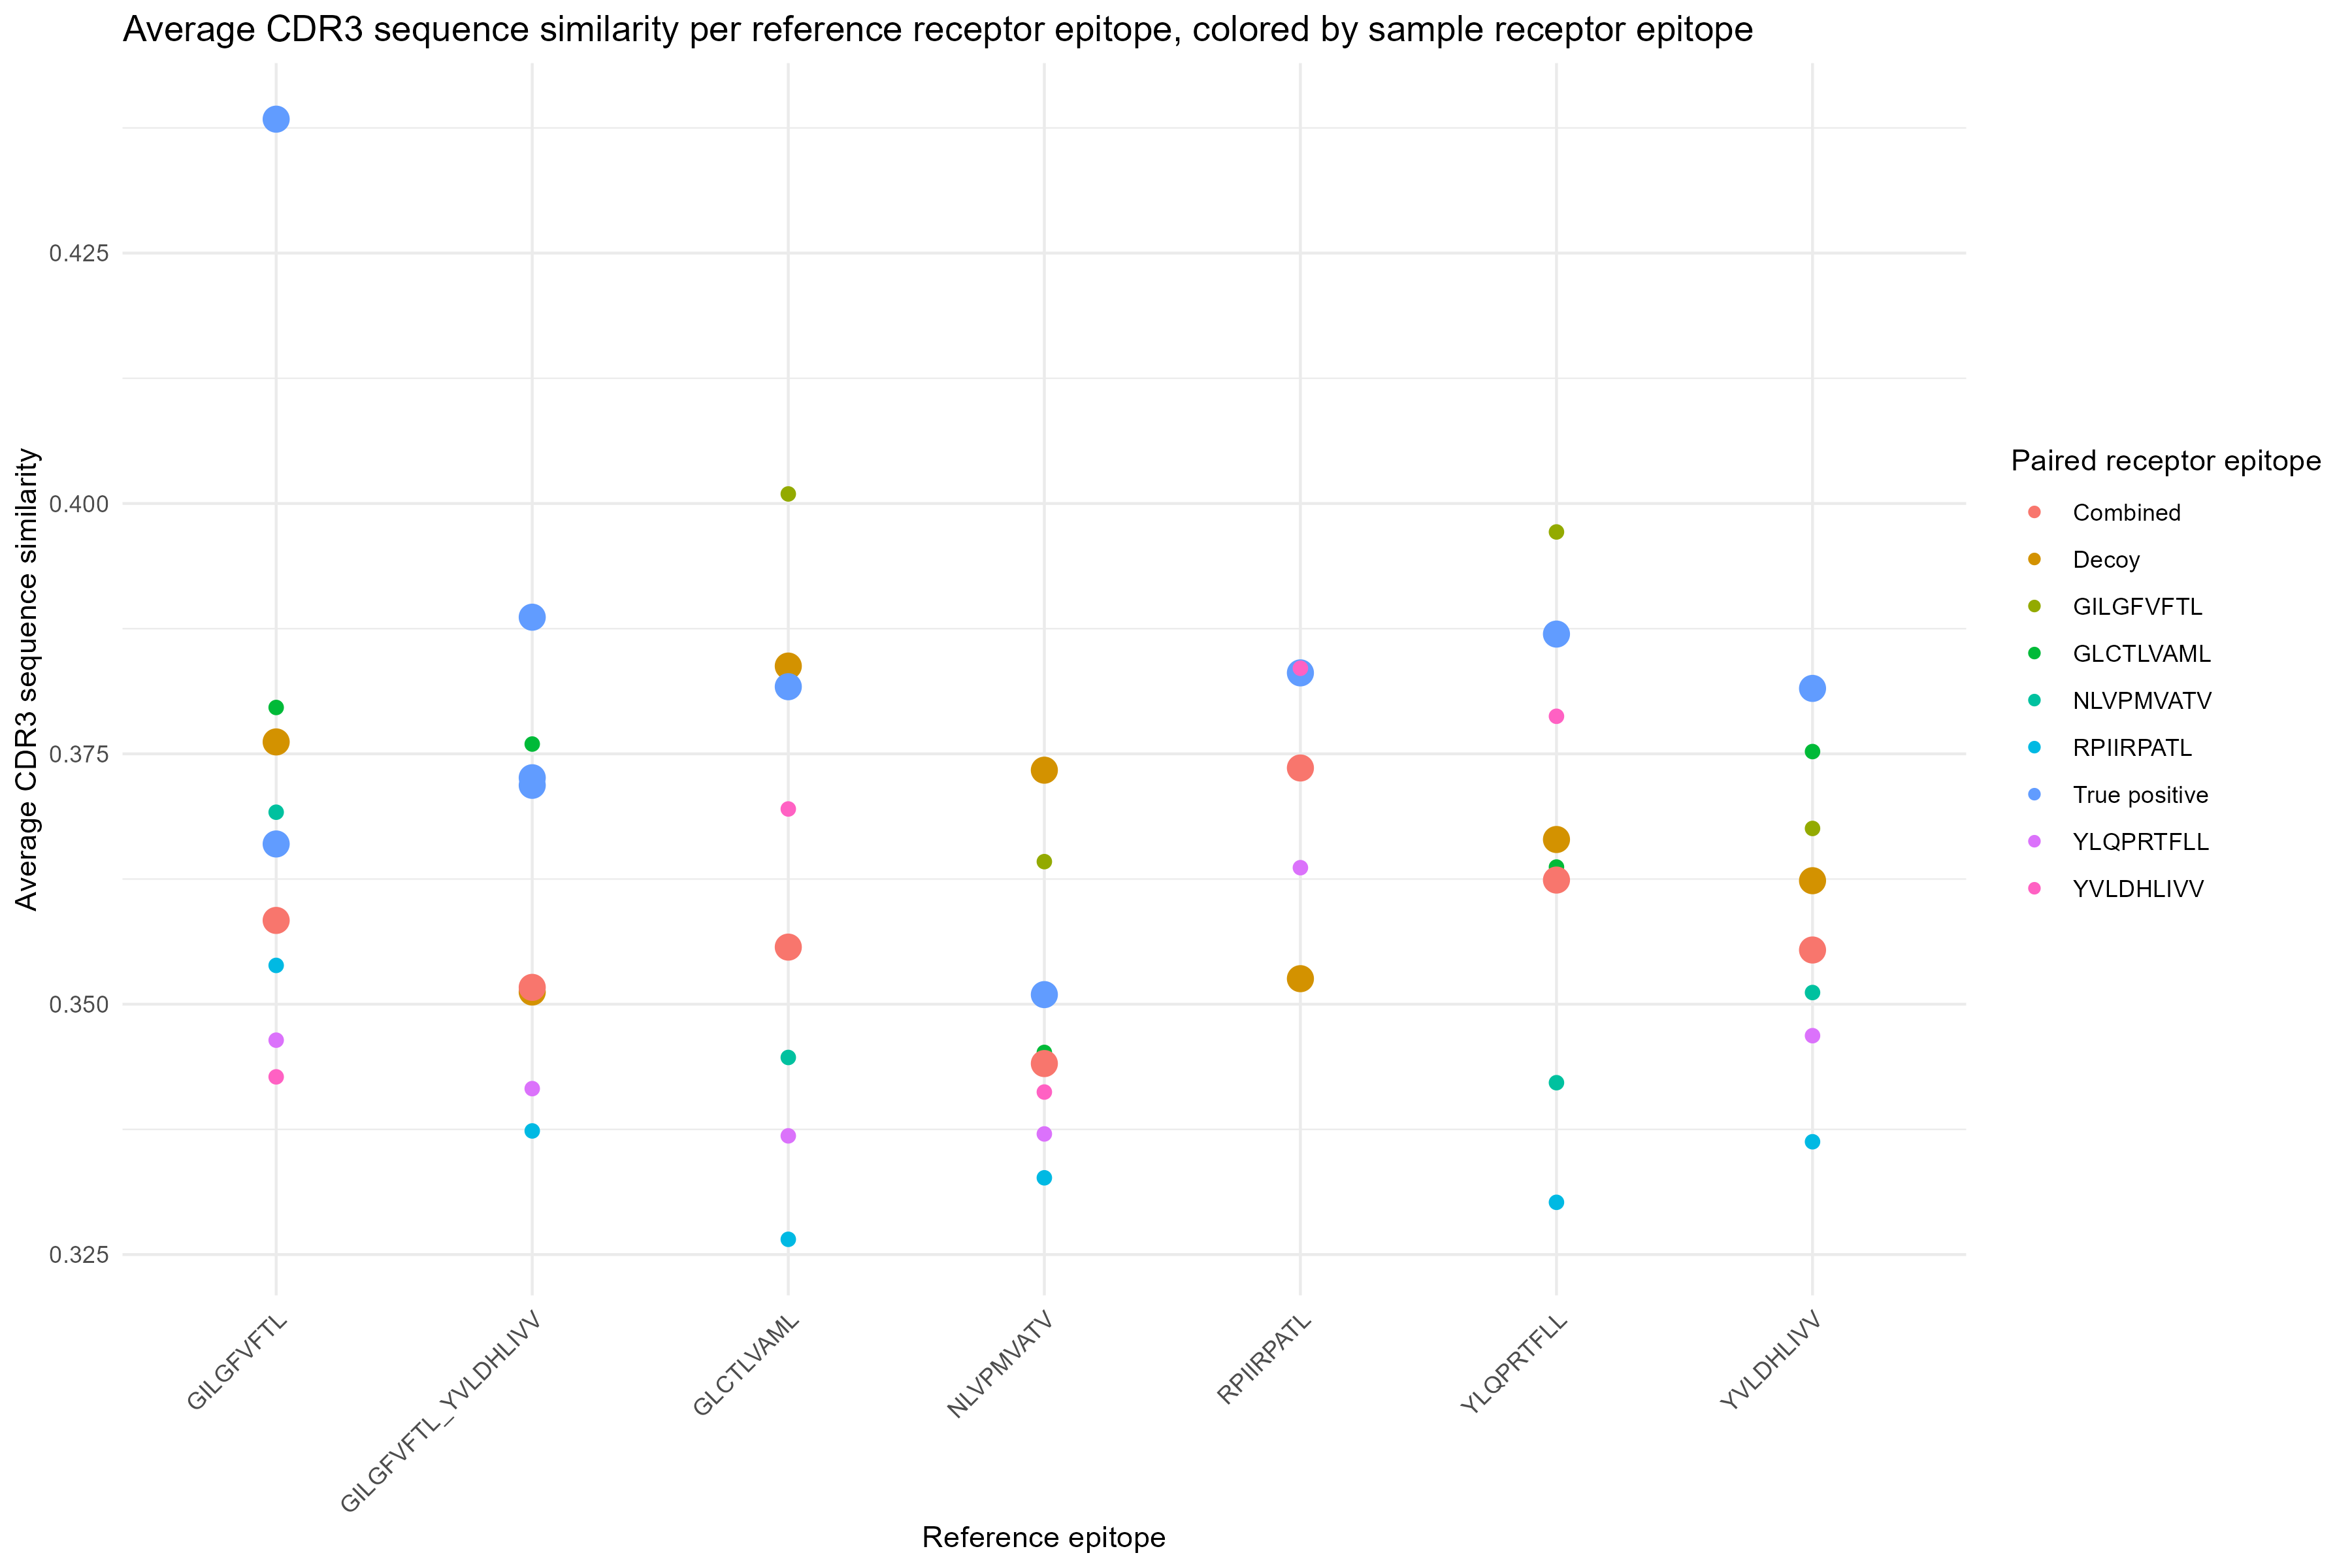 Average CDR3 sequence similarity per reference receptor epitope, colored by sample receptor epitope
Average CDR3 sequence similarity
0.425
0.400
0.375
0.350
0.325
GILGFVFTL
GILGFVFTL_YVLDHLIVV
GLCTLVAML
NLVPMVATV
RPIIRPATL
YLQPRTFLL
YVLDHLIVV
Reference epitope
Paired receptor epitope
Combined
Decoy
GILGFVFTL
GLCTLVAML
NLVPMVATV
RPIIRPATL
True positive
YLQPRTFLL
YVLDHLIVV